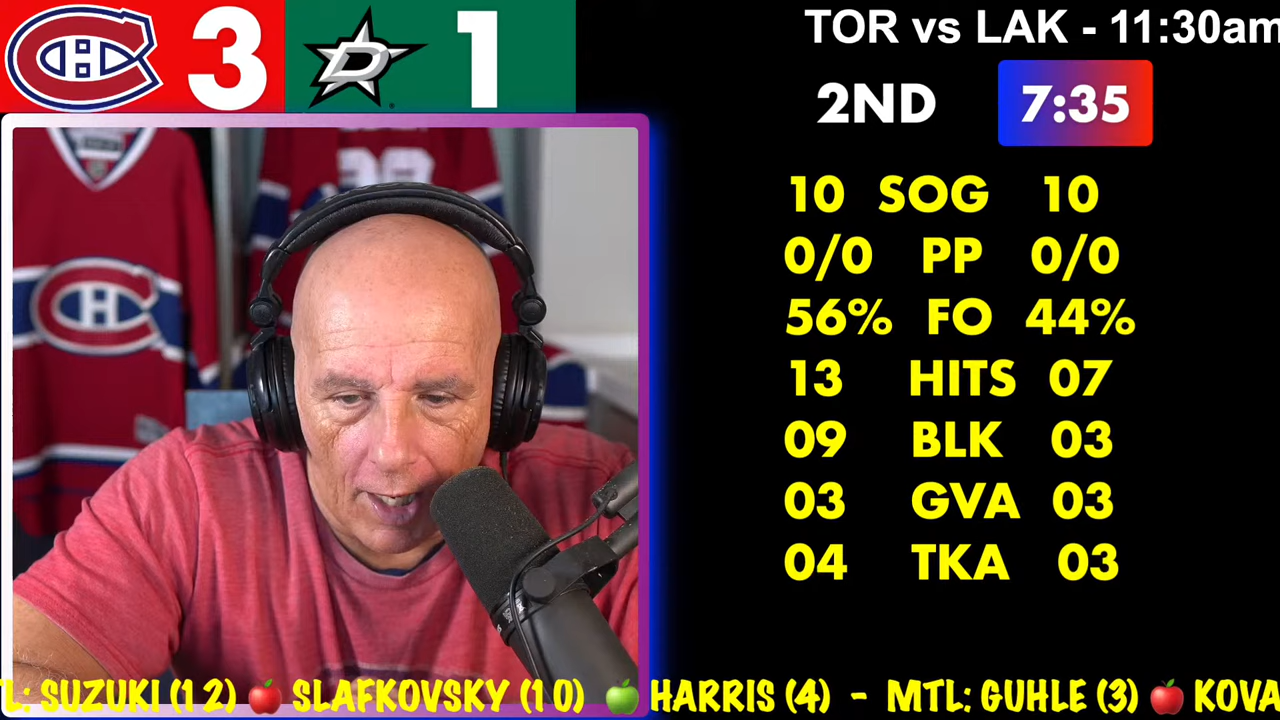 3 1 TOR vs LAK - 11:30am
2ND 7:35
10 SOG 10
0/0 PP 0/0
56% FO 44%
13 HITS 07
09 BLK 03
03 GVA 03
04 TKA 03
TL: SUZUKI (1 2) 🍎 SLAFKOVSKY (1 0) 🍏 HARRIS (4) - MTL: GUHLE (3) 🍎 KOVA